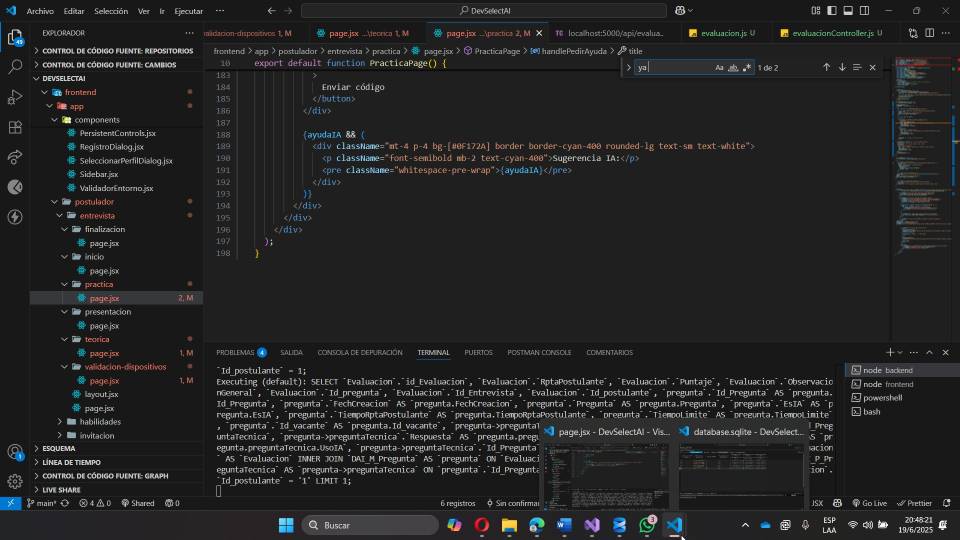 Archivo Editar Selección Ver Ir Ejecutar ··· DevSelectAI
EXPLORADOR
CONTROL DE CÓDIGO FUENTE: REPOSITORIOS
CONTROL DE CÓDIGO FUENTE: CAMBIOS
DEVSELECTAI
frontend
app
components
PersistentControls.jsx
RegistroDialog.jsx
SeleccionarPerfilDialog.jsx
Sidebar.jsx
ValidadorEntorno.jsx
postulador
entrevista
finalizacion
page.jsx
inicio
page.jsx
practica
page.jsx 2, M
presentacion
page.jsx
teorica
page.jsx 1, M
validacion-dispositivos
page.jsx 1, M
layout.jsx
page.jsx
habilidades
invitacion
ESQUEMA
LÍNEA DE TIEMPO
CONTROL DE CÓDIGO FUENTE: GRAPH
LIVE SHARE
validacion-dispositivos 1, M page.jsx ...\teorica 1, M page.jsx ...\practica 2, M localhost:5000/api/evalua... evaluacion.js M evaluacionController.js M
frontend > app > postulador > entrevista > practica > page.jsx > PracticaPage > handlePedirAyuda > title
10 export default function PracticaPage() {
ya Aa ab 1 de 2
183 >
184 Enviar código
185 </button>
186 </div>
187
188 {ayudaIA && (
189 <div className="mt-4 p-4 bg-[#0F172A] border border-cyan-400 rounded-lg text-sm text-white">
190 <p className="font-semibold mb-2 text-cyan-400">Sugerencia IA:</p>
191 <pre className="whitespace-pre-wrap">{ayudaIA}</pre>
192 </div>
193 )}
194 </div>
195 </div>
196 </div>
197 );
198 }
PROBLEMAS 4 SALIDA CONSOLA DE DEPURACIÓN TERMINAL PUERTOS POSTMAN CONSOLE COMENTARIOS
`Id_postulante` = 1;
Executing (default): SELECT `Evaluacion`.`id_Evaluacion`, `Evaluacion`.`RptaPostulante`, `Evaluacion`.`Puntaje`, `Evaluacion`.`Observacio
nGeneral`, `Evaluacion`.`Id_pregunta`, `Evaluacion`.`Id_Entrevista`, `Evaluacion`.`Id_postulante`, `pregunta`.`Id_Pregunta` AS `pregunta.
Id_Pregunta`, `pregunta`.`FechCreacion` AS `pregunta.FechCreacion`, `pregunta`.`Pregunta` AS `pregunta.Pregunta`, `pregunta`.`EsIA` AS `p
regunta.EsIA`, `pregunta`.`TiempoRptaPostulante` AS `pregunta.TiempoRptaPostulante`, `pregunta`.`TiempoLimite` AS `pregunta.TiempoLimite`
, `pregunta`.`Id_vacante` AS `pregunta.Id_vacante`, `pregunta->pregunta
untaTecnica`, `pregunta->preguntaTecnica`.`Respuesta` AS `pregunta.preg
pregunta.preguntaTecnica.UsoIA`, `pregunta->preguntaTecnica`.`Id_Pregun
` AS `Evaluacion` INNER JOIN `DAI_M_Pregunta` AS `pregunta` ON `Evaluac
eguntaTecnica` AS `pregunta->preguntaTecnica` ON `pregunta`.`Id_Pregunt
`Id_postulante` = '1' LIMIT 1;
node backend
node frontend
powershell
bash
page.jsx - DevSelectAI - Vis... database.sqlite - DevSelect...
main* 4 0 Shared 0 6 registros Sin confirmar JSX Go Live Prettier
Buscar 3 ESP
LAA
20:48:21
19/6/2025